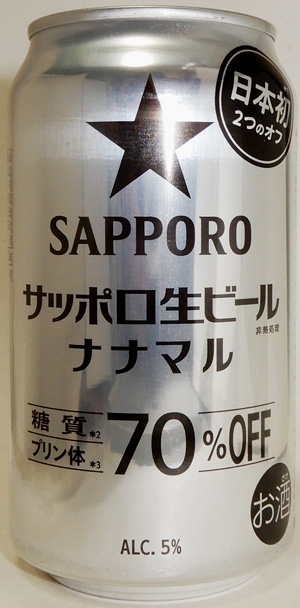 日本初
2つのオフ
SAPPORO
サッポロ生ビール
非熱処理
ナナマル
糖質*2
プリン体*3
70%OFF
お酒
ALC. 5%